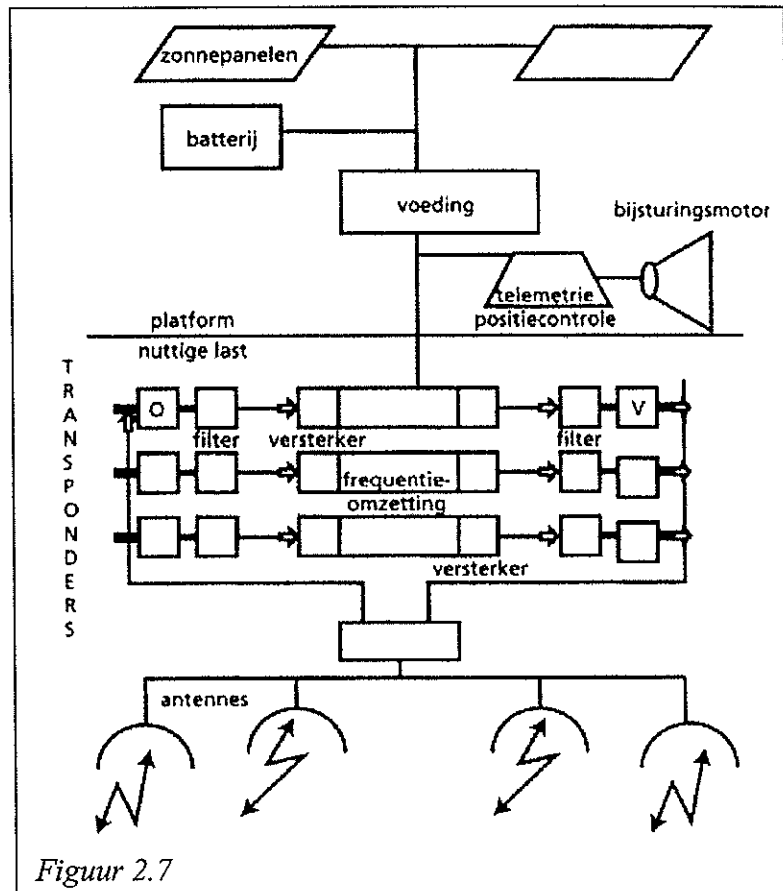 zonnepanelen
batterij
voeding
bijsturingsmotor
telemetrie
positiecontrole
platform
nuttige last
TRANSPONDERS
O
V
filter
versterker
filter
frequentie-
omzetting
versterker
antennes
Figuur 2.7